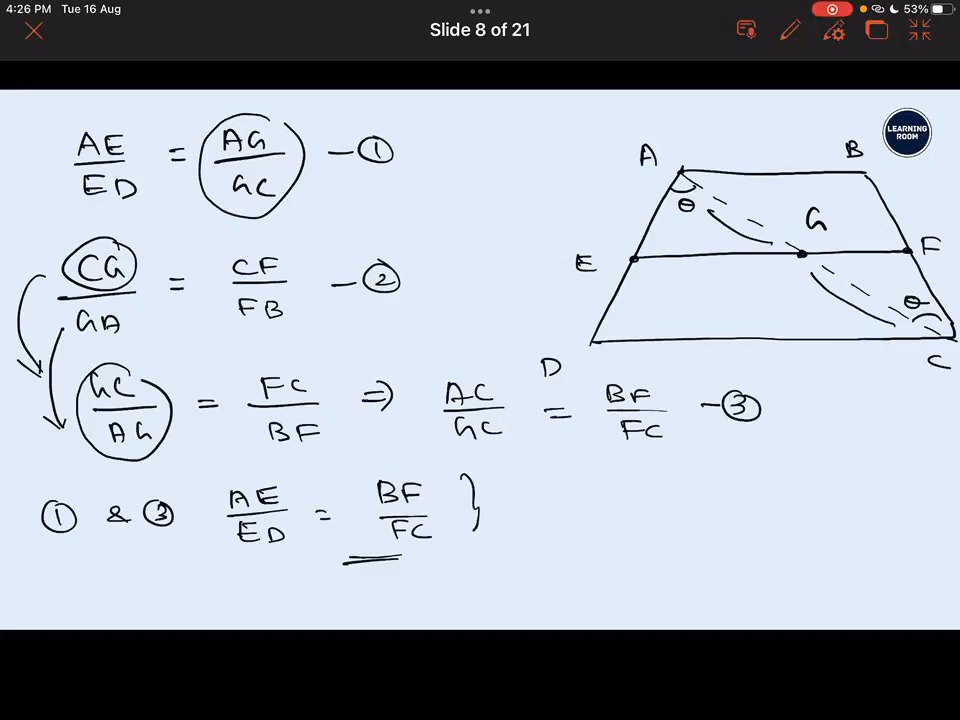 4:26 PM Tue 16 Aug
53%
Slide 8 of 21
LEARNING ROOM
AE/ED = AG/GC - ①
CG/GA = CF/FB - ②
GC/AG = FC/BF ⇒ AC/GC = BF/FC - ③
① & ③ AE/ED = BF/FC }
A B
θ
G
E F
θ
D C